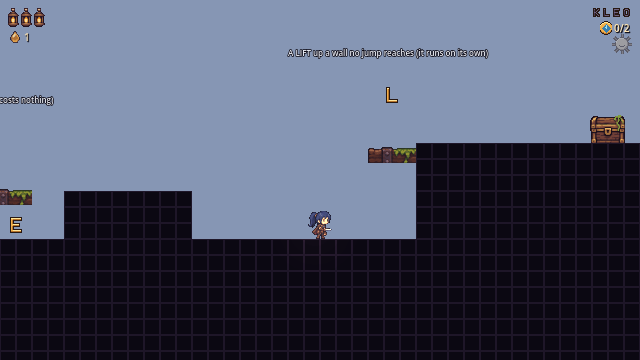 KLEO
1
0/2
A LIFT up a wall no jump reaches (it runs on its own)
L
costs nothing)
E